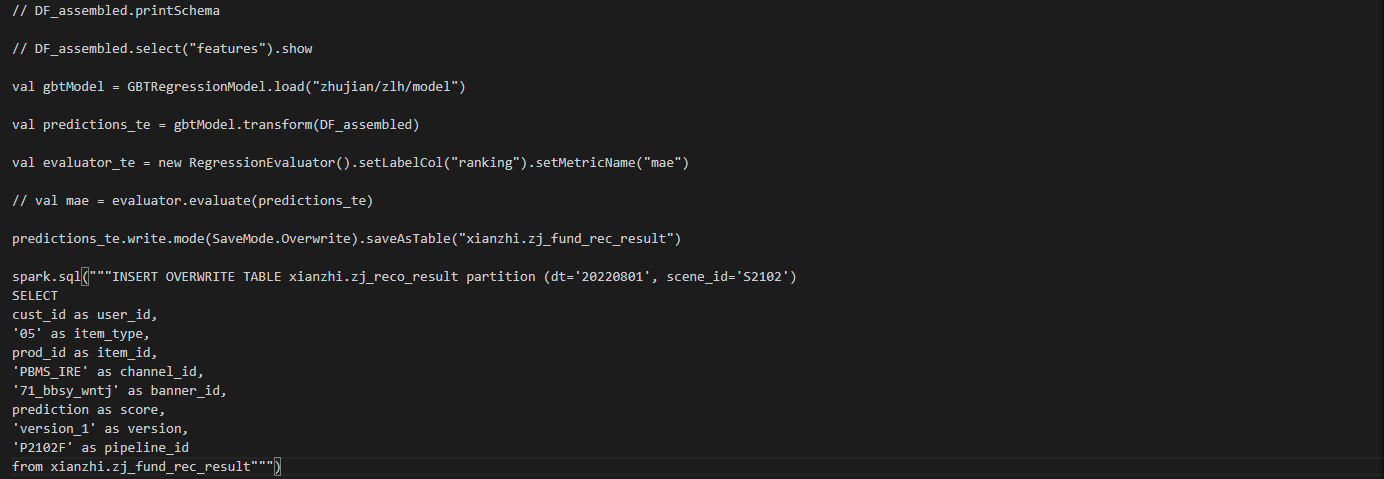 // DF_assembled.printSchema
// DF_assembled.select("features").show
val gbtModel = GBTRegressionModel.load("zhujian/zlh/model")
val predictions_te = gbtModel.transform(DF_assembled)
val evaluator_te = new RegressionEvaluator().setLabelCol("ranking").setMetricName("mae")
// val mae = evaluator.evaluate(predictions_te)
predictions_te.write.mode(SaveMode.Overwrite).saveAsTable("xianzhi.zj_fund_rec_result")
spark.sql("""INSERT OVERWRITE TABLE xianzhi.zj_reco_result partition (dt='20220801', scene_id='S2102')
SELECT
cust_id as user_id,
'05' as item_type,
prod_id as item_id,
'PBMS_IRE' as channel_id,
'71_bbsy_wntj' as banner_id,
prediction as score,
'version_1' as version,
'P2102F' as pipeline_id
from xianzhi.zj_fund_rec_result""")